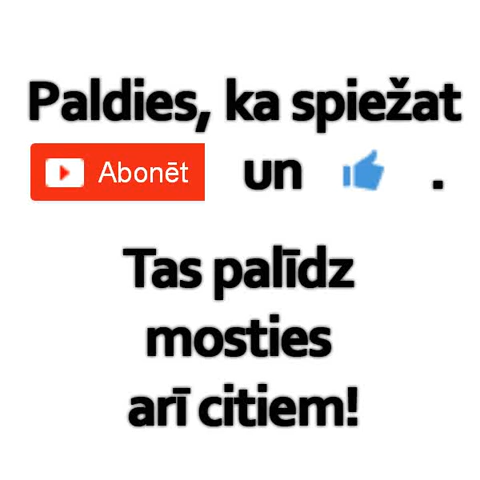 Paldies, ka spiežat
Abonēt un .
Tas palīdz
mosties
arī citiem!